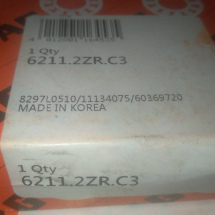 1 Qty
6211.2ZR.C3
8297L0510/11134075/60369720
MADE IN KOREA
1 Qty
6211.2ZR.C3